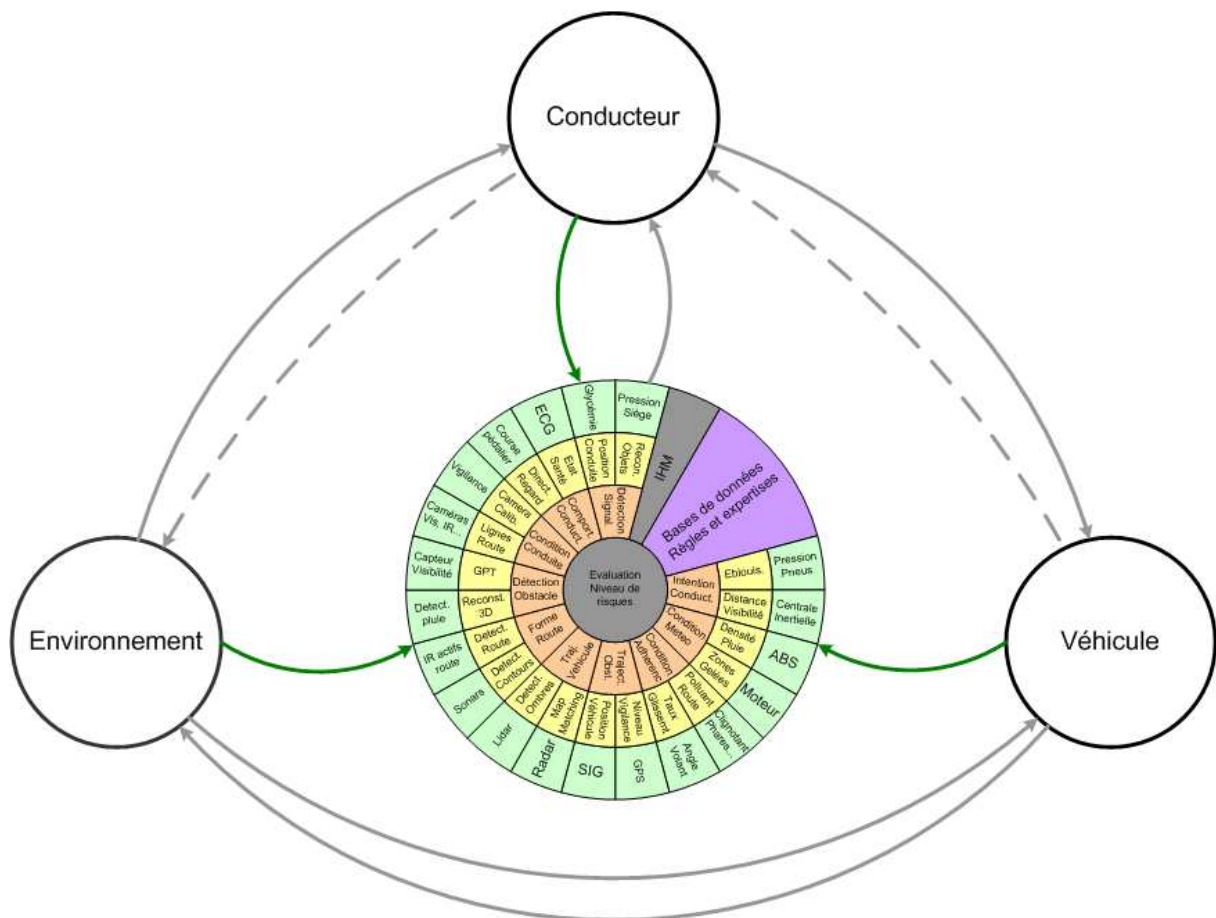 Conducteur
Environnement
Véhicule
Pression
Siège
IHM
Bases de données
Règles et expertises
Pression
Pneus
Centrale
Inertielle
ABS
Moteur
Clignotant
Phares...
Angle
Volant
GPS
SIG
Radar
Lidar
Sonars
IR actifs
route
Detect.
pluie
Capteur
Visibilité
Caméras
Vis, IR...
Vigilance
Course
pédalier
ECG
Glycémie
Recon.
Objets
Eblouis.
Distance
Visibilité
Densité
Pluie
Zones
Gelées
Polluant
Route
Taux
Glissemt.
Niveau
Vigilance
Position
Véhicule
Map
Matching
Detect.
Ombres
Detect.
Contours
Detect.
Route
Reconst.
3D
GPT
Lignes
Route
Camera
Calib.
Direct.
Regard
Etat
Santé
Position
Conduite
Détection
Signal
Intention
Conduct.
Condition
Meteo
Condition
Adhérenc
Traject.
Obst.
Traj.
Véhicule
Forme
Route
Détection
Obstacle
Condition
Conduite
Comport.
Conduct.
Evaluation
Niveau de
risques